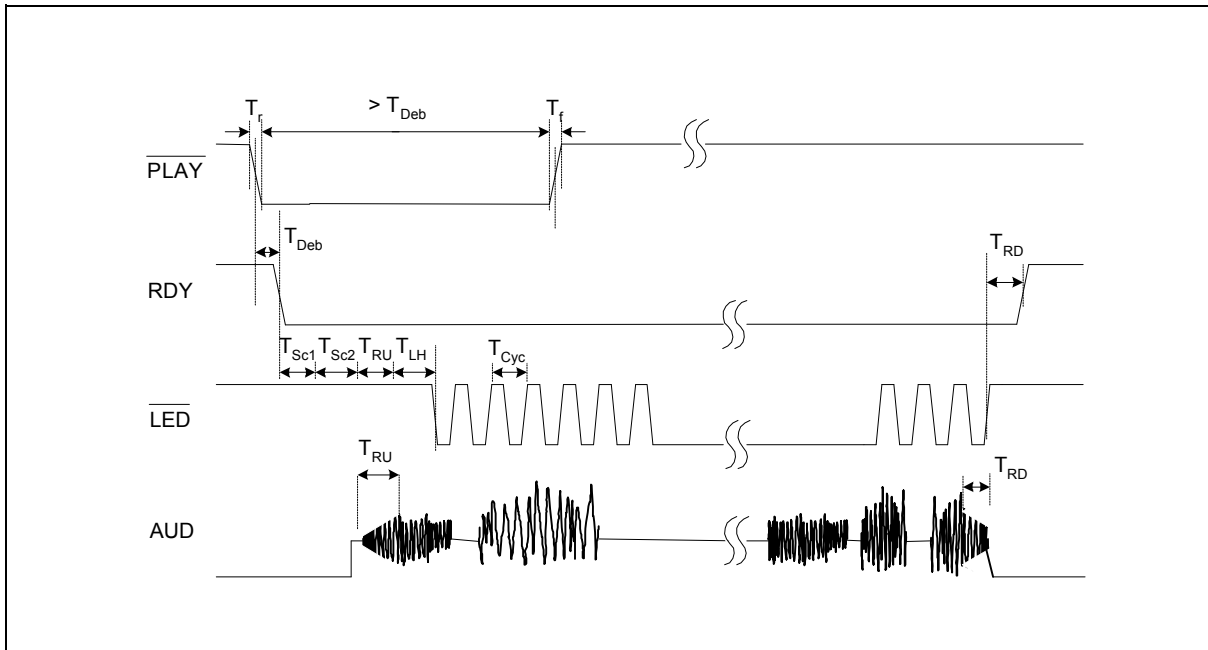 Tr > TDeb Tf
PLAY
TDeb
TRD
RDY
TSc1 TSc2 TRU TLH TCyc
LED
TRU
TRD
AUD